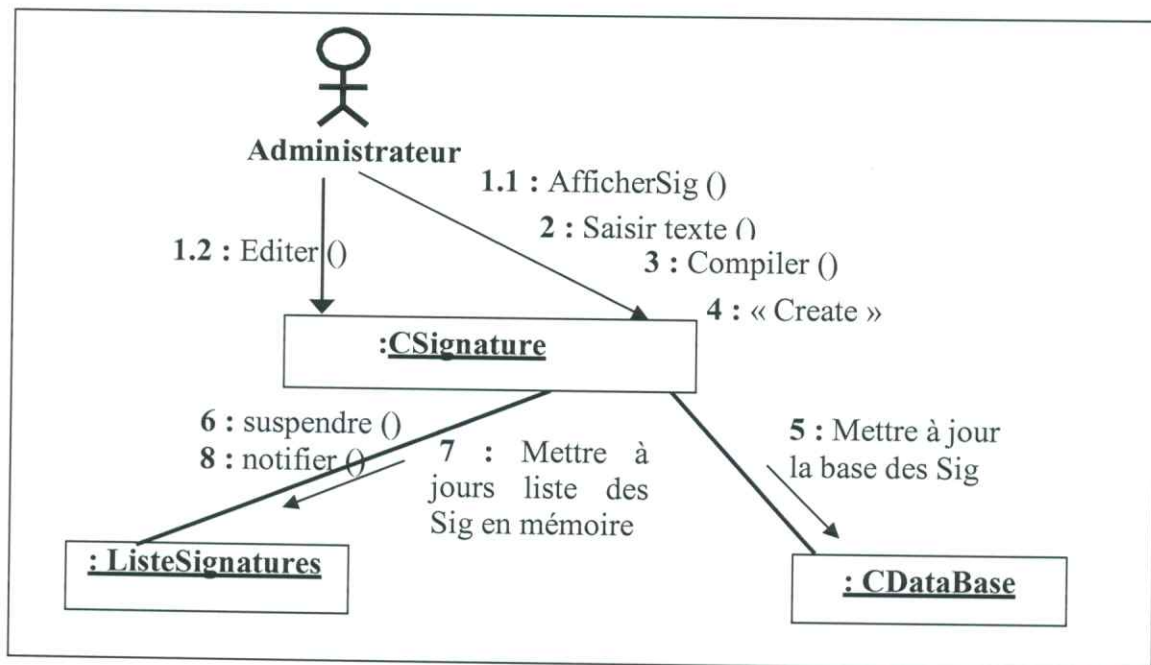 Administrateur
1.1 : AfficherSig ()
2 : Saisir texte ()
1.2 : Editer ()
3 : Compiler ()
4 : « Create »
:CSignature
6 : suspendre ()
8 : notifier ()
7 : Mettre à
jours liste des
Sig en mémoire
5 : Mettre à jour
la base des Sig
: ListeSignatures
: CDataBase